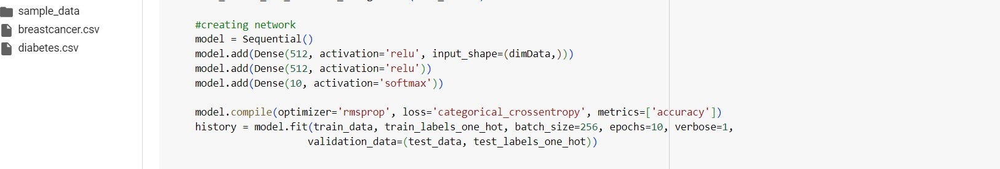 sample_data
breastcancer.csv
diabetes.csv
#creating network
model = Sequential()
model.add(Dense(512, activation='relu', input_shape=(dimData,)))
model.add(Dense(512, activation='relu'))
model.add(Dense(10, activation='softmax'))
model.compile(optimizer='rmsprop', loss='categorical_crossentropy', metrics=['accuracy'])
history = model.fit(train_data, train_labels_one_hot, batch_size=256, epochs=10, verbose=1,
validation_data=(test_data, test_labels_one_hot))